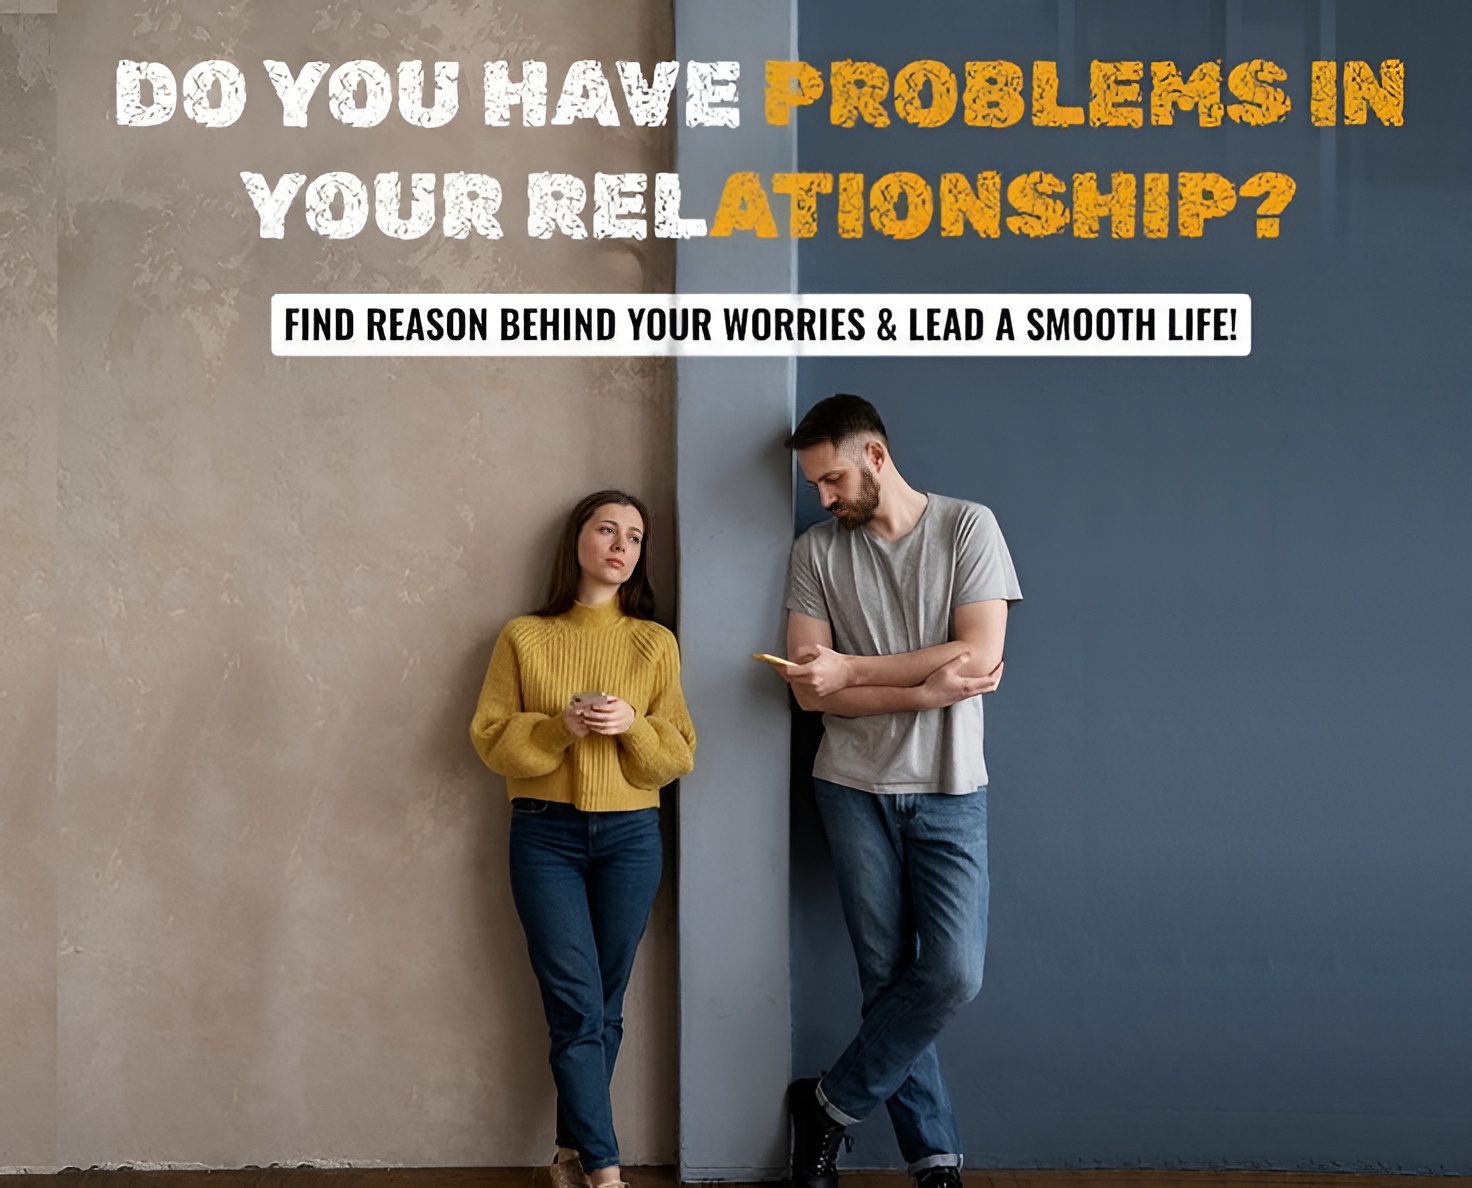 DO YOU HAVE PROBLEMS IN
YOUR RELATIONSHIP?
FIND REASON BEHIND YOUR WORRIES & LEAD A SMOOTH LIFE!